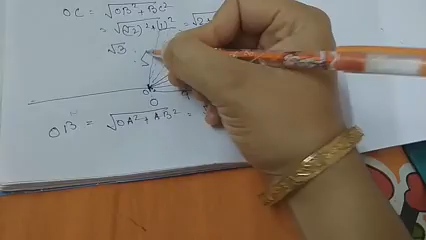 OC = √OB² + BC²
= √(√2)² + (1)² = √2 +
√3
O
OB = √OA² + AB² =